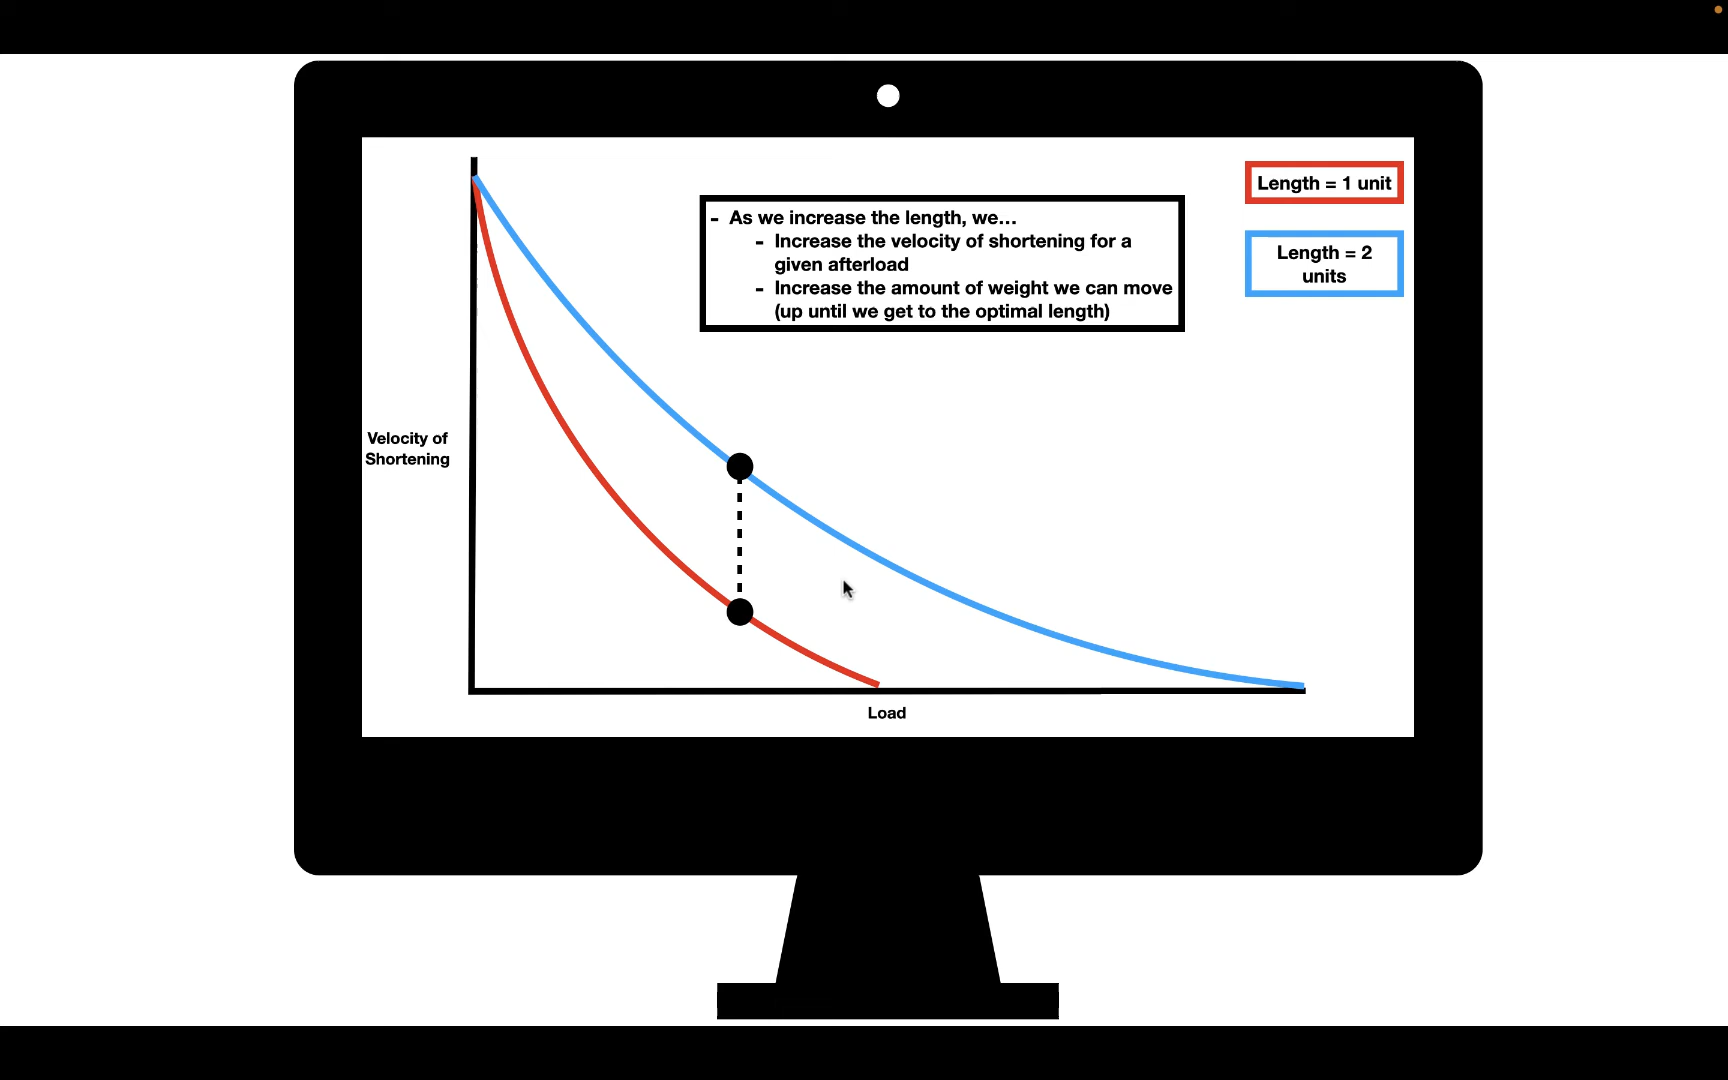 Length = 1 unit
- As we increase the length, we...
- Increase the velocity of shortening for a
given afterload
- Increase the amount of weight we can move
(up until we get to the optimal length)
Length = 2
units
Velocity of
Shortening
Load